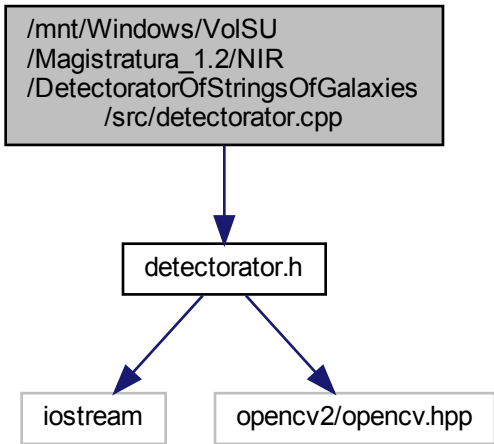 /mnt/Windows/VolSU
/Magistratura_1.2/NIR
/DetectoratorOfStringsOfGalaxies
/src/detectorator.cpp
detectorator.h
iostream
opencv2/opencv.hpp